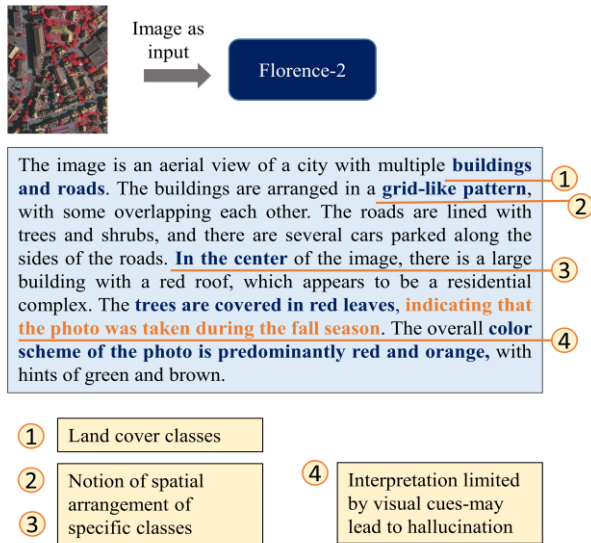 Image as
input
Florence-2
The image is an aerial view of a city with multiple buildings
and roads. The buildings are arranged in a grid-like pattern,
with some overlapping each other. The roads are lined with
trees and shrubs, and there are several cars parked along the
sides of the roads. In the center of the image, there is a large
building with a red roof, which appears to be a residential
complex. The trees are covered in red leaves, indicating that
the photo was taken during the fall season. The overall color
scheme of the photo is predominantly red and orange, with
hints of green and brown.
1
2
3
4
1
Land cover classes
2
3
Notion of spatial
arrangement of
specific classes
4
Interpretation limited
by visual cues-may
lead to hallucination